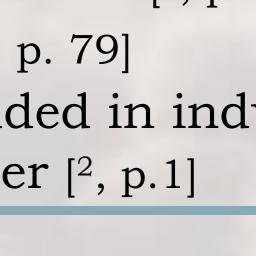 p. 79]
ded in ind
er [², p.1]